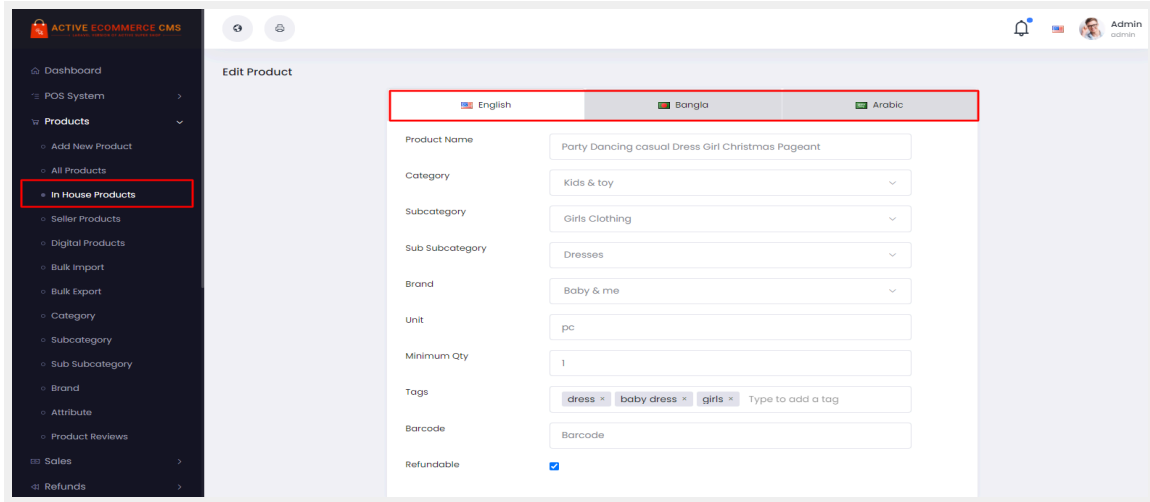 ACTIVE ECOMMERCE CMS
Admin
admin
Dashboard
POS System
Products
Add New Product
All Products
In House Products
Seller Products
Digital Products
Bulk Import
Bulk Export
Category
Subcategory
Sub Subcategory
Brand
Attribute
Product Reviews
Sales
Refunds
Edit Product
English Bangla Arabic
Product Name Party Dancing casual Dress Girl Christmas Pageant
Category Kids & toy
Subcategory Girls Clothing
Sub Subcategory Dresses
Brand Baby & me
Unit pc
Minimum Qty 1
Tags dress × baby dress × girls × Type to add a tag
Barcode Barcode
Refundable